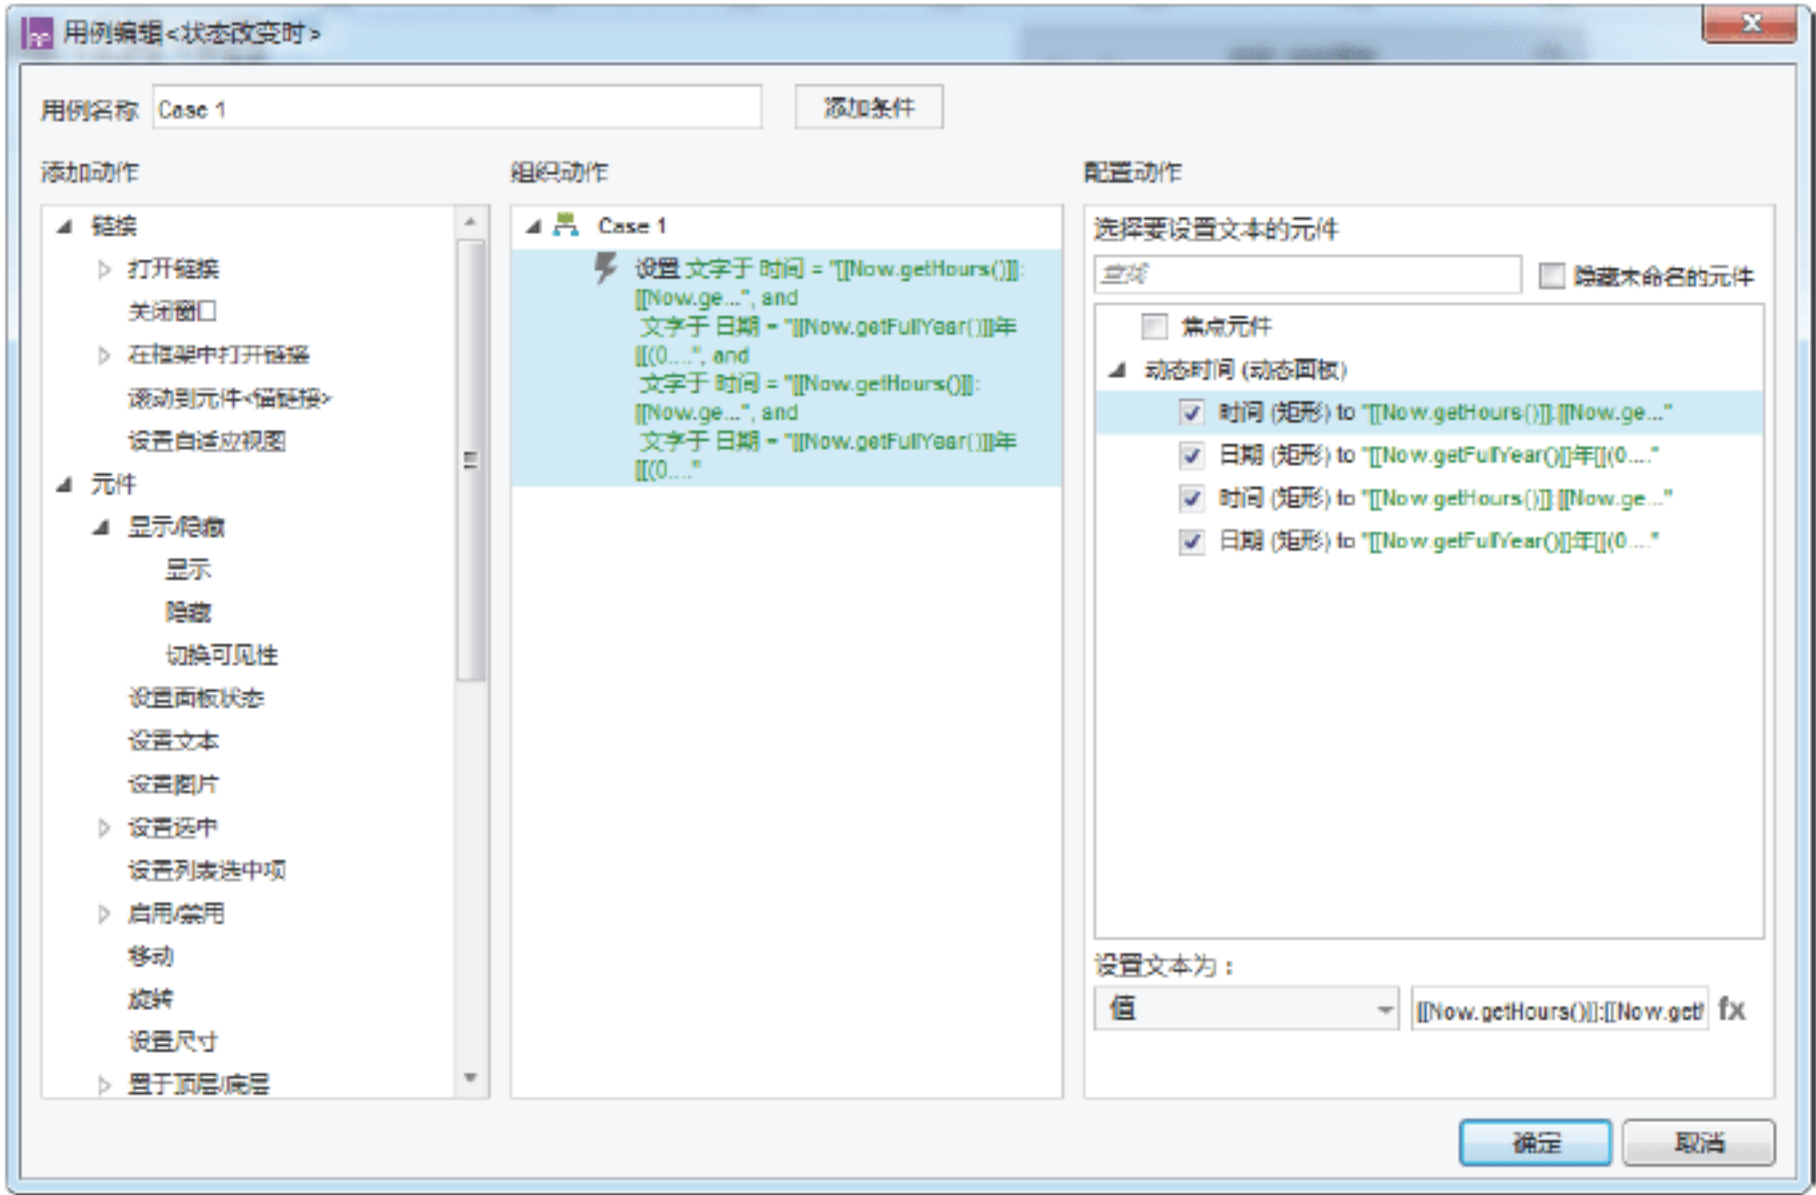 用例编辑<状态改变时>
用例名称
Case 1
添加条件
添加动作
链接
打开链接
关闭窗口
在框架中打开链接
滚动到元件<锚链接>
设置自适应视图
元件
显示/隐藏
显示
隐藏
切换可见性
设置面板状态
设置文本
设置图片
设置选中
设置列表选中项
启用/禁用
移动
旋转
设置尺寸
置于顶层/底层
组织动作
Case 1
设置 文字于 时间 = "[[Now.getHours()]]:
[[Now.ge...", and
文字于 日期 = "[[Now.getFullYear()]]年
[[(0....", and
文字于 时间 = "[[Now.getHours()]]:
[[Now.ge...", and
文字于 日期 = "[[Now.getFullYear()]]年
[[(0...."
配置动作
选择要设置文本的元件
查找
隐藏未命名的元件
焦点元件
动态时间 (动态面板)
时间 (矩形) to "[[Now.getHours()]]:[[Now.ge..."
日期 (矩形) to "[[Now.getFullYear()]]年[[(0...."
时间 (矩形) to "[[Now.getHours()]]:[[Now.ge..."
日期 (矩形) to "[[Now.getFullYear()]]年[[(0...."
设置文本为：
值
[[Now.getHours()]]:[[Now.get
fx
确定
取消